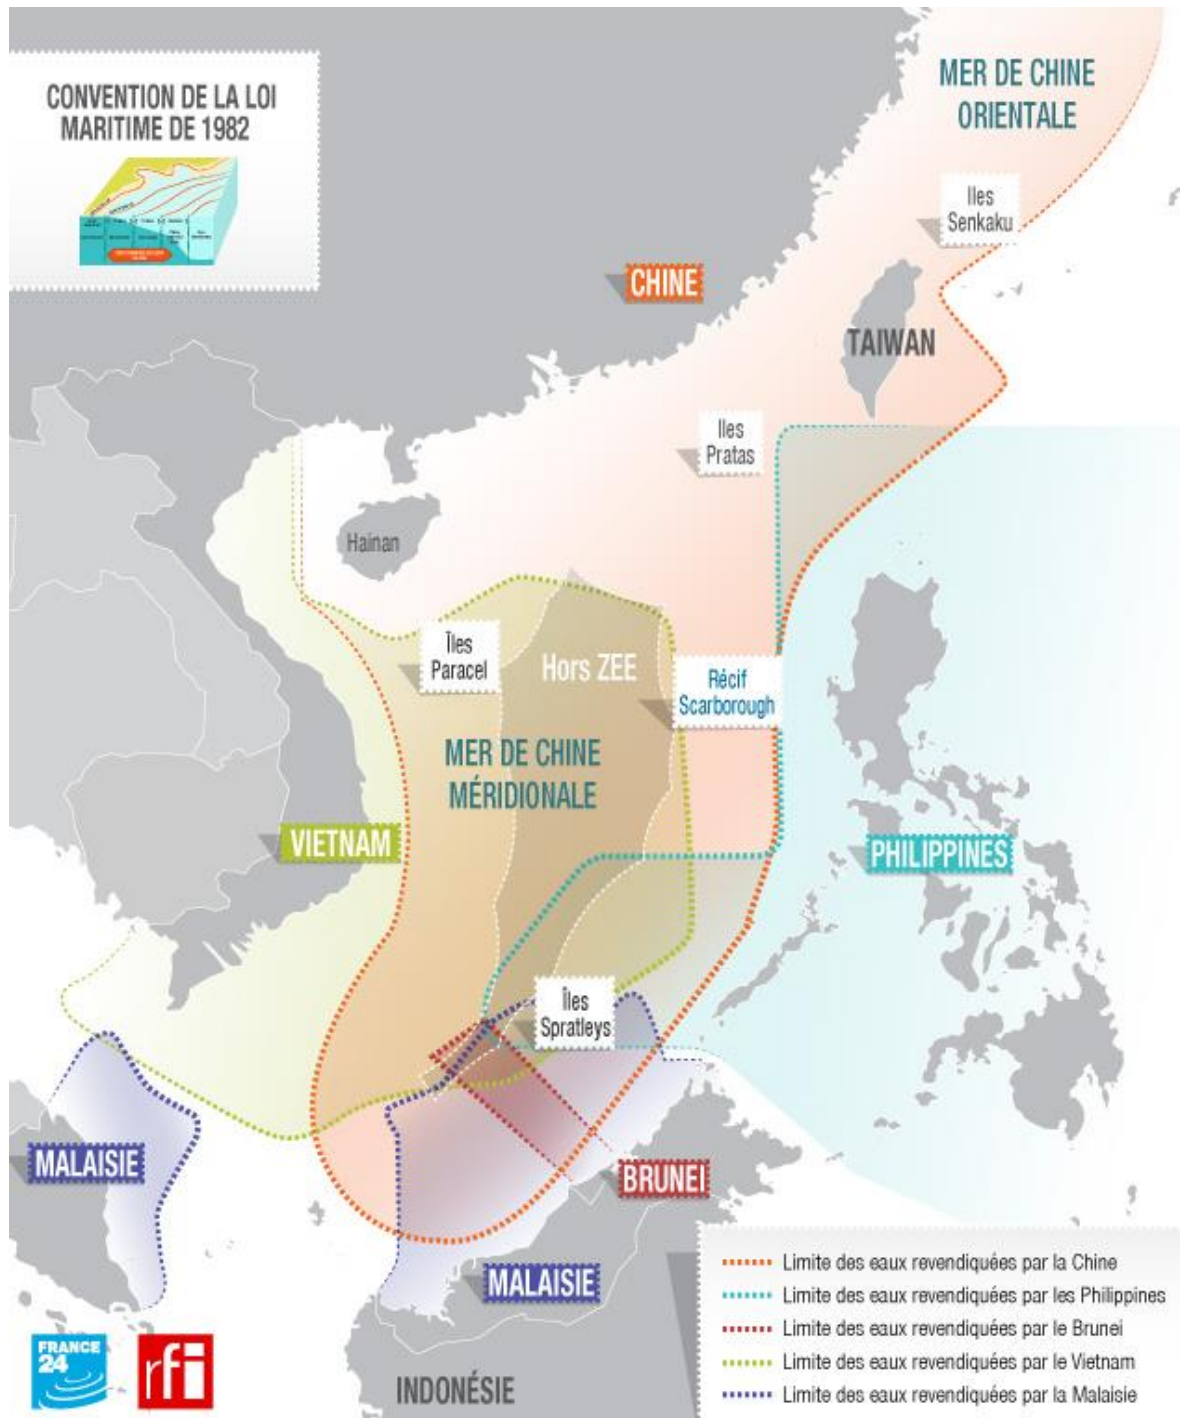 CONVENTION DE LA LOI
MARITIME DE 1982
MER DE CHINE
ORIENTALE
Iles
Senkaku
CHINE
TAIWAN
Iles
Pratas
Hainan
Îles
Paracel
Hors ZEE
Récif
Scarborough
MER DE CHINE
MÉRIDIONALE
VIETNAM
PHILIPPINES
Îles
Spratleys
MALAISIE
BRUNEI
MALAISIE
INDONÉSIE
Limite des eaux revendiquées par la Chine
Limite des eaux revendiquées par les Philippines
Limite des eaux revendiquées par le Brunei
Limite des eaux revendiquées par le Vietnam
Limite des eaux revendiquées par la Malaisie
FRANCE
24
rfi